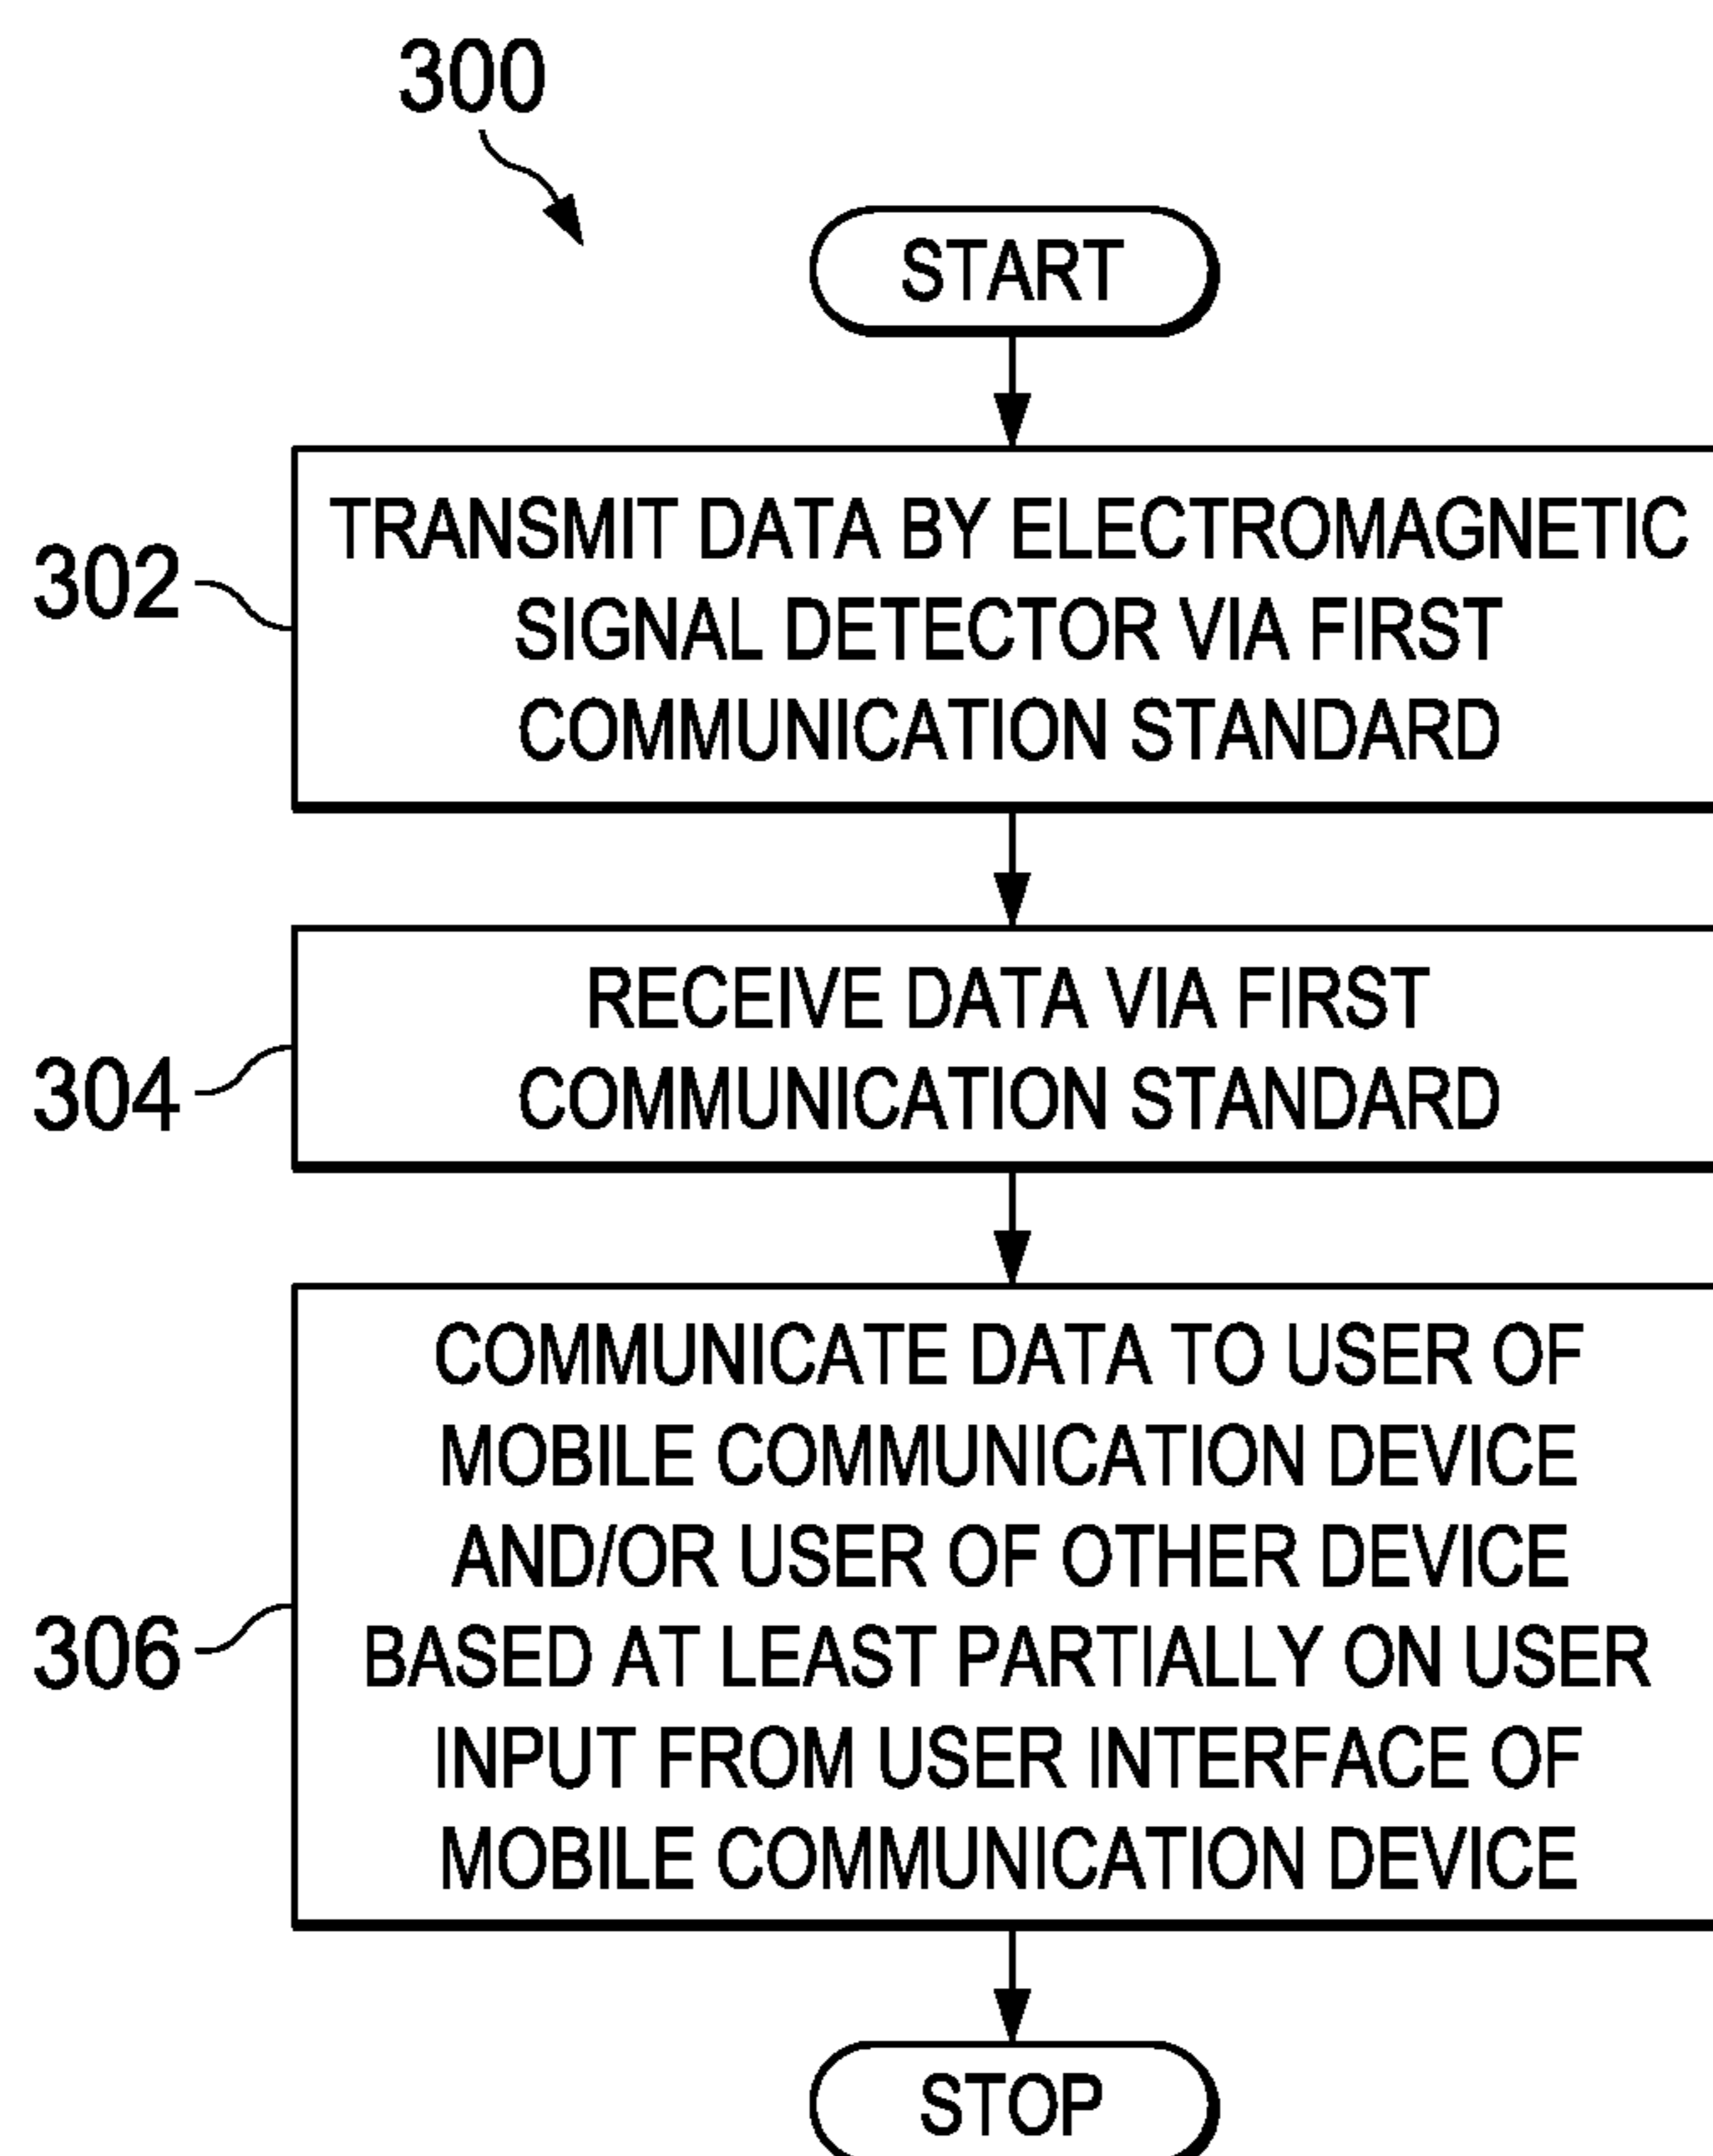 300
START
302
TRANSMIT DATA BY ELECTROMAGNETIC
SIGNAL DETECTOR VIA FIRST
COMMUNICATION STANDARD
304
RECEIVE DATA VIA FIRST
COMMUNICATION STANDARD
306
COMMUNICATE DATA TO USER OF
MOBILE COMMUNICATION DEVICE
AND/OR USER OF OTHER DEVICE
BASED AT LEAST PARTIALLY ON USER
INPUT FROM USER INTERFACE OF
MOBILE COMMUNICATION DEVICE
STOP